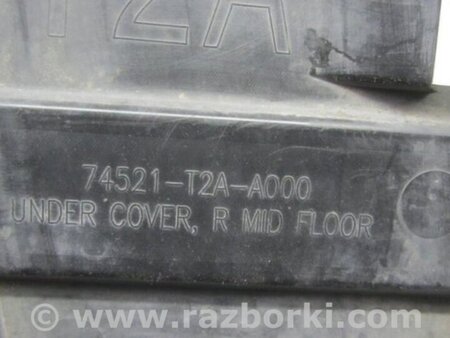 T2A
74521-T2A-A000
UNDER COVER, R MID FLOOR
www.razborki.com